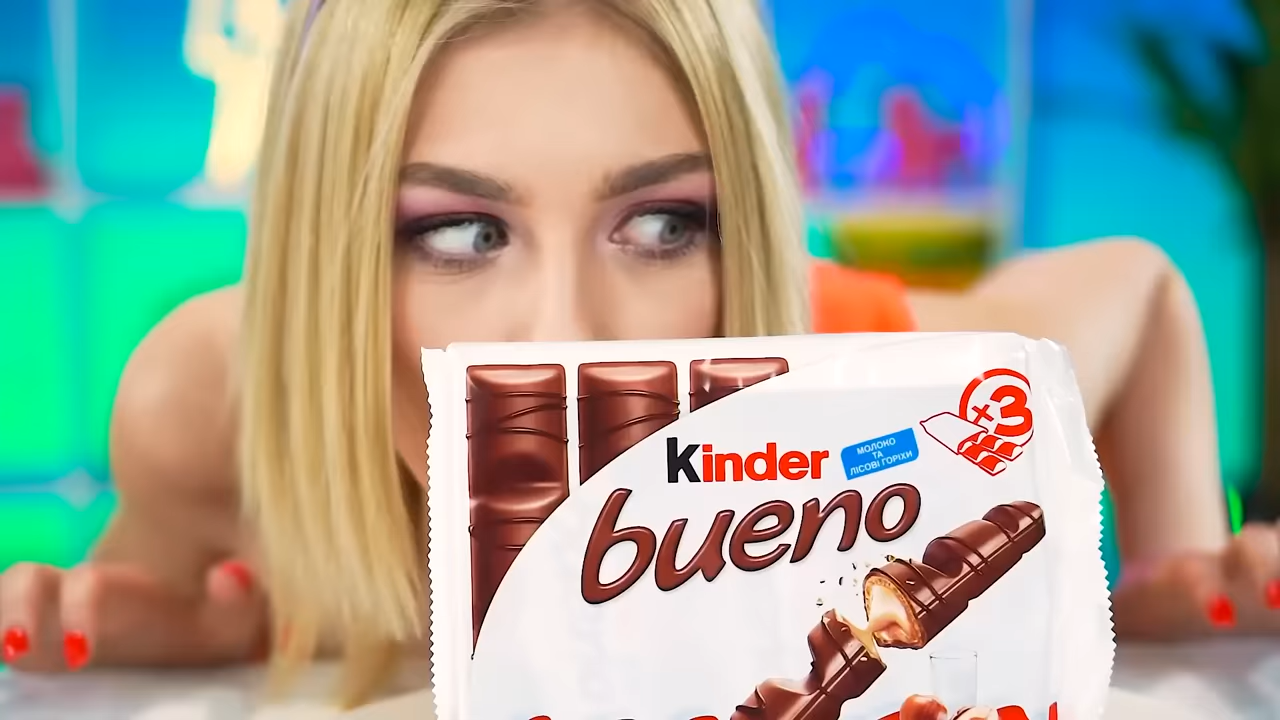 ×3
kinder
МОЛОКО
ТА
ЛІСОВІ ГОРІХИ
bueno